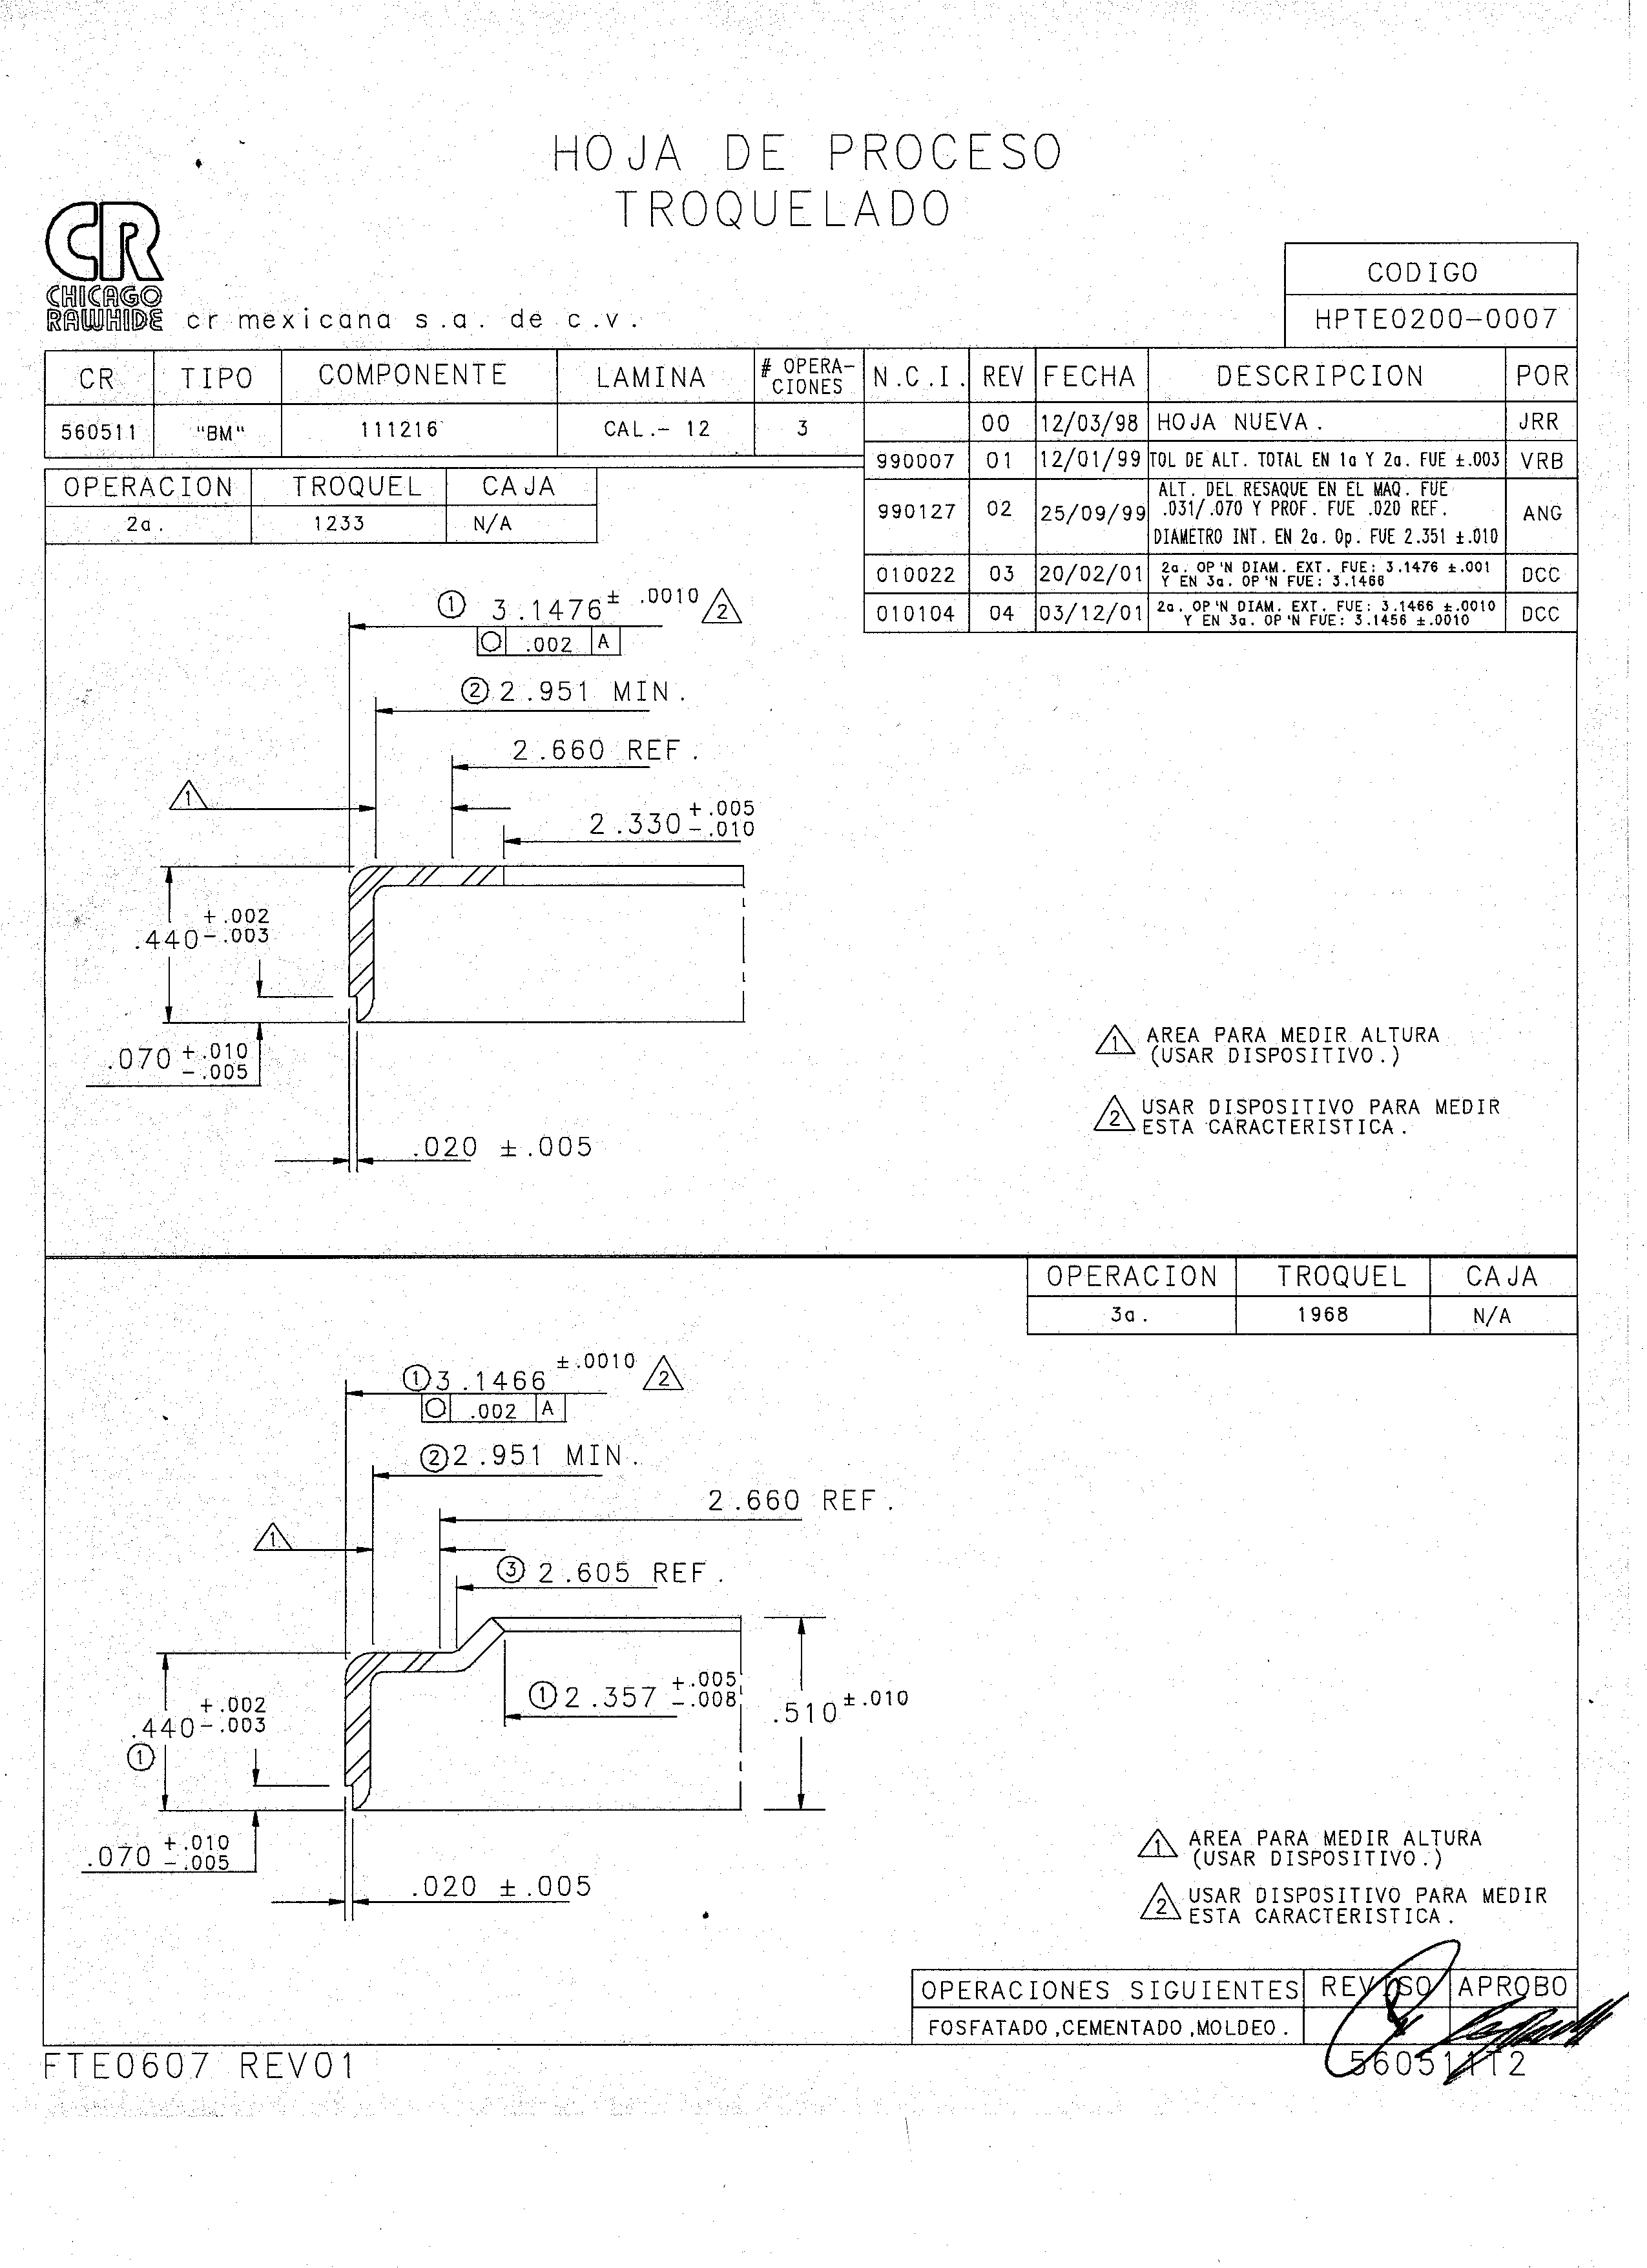 HOJA DE PROCESO
TROQUELADO
CR
CHICAGO
RAWHIDE
cr mexicana s.a. de c.v.
CODIGO
HPTE0200-0007
CR TIPO COMPONENTE LAMINA # OPERA-
CIONES
560511 "BM" 111216 CAL.- 12 3
N.C.I. REV FECHA DESCRIPCION POR
00 12/03/98 HOJA NUEVA. JRR
990007 01 12/01/99 TOL DE ALT. TOTAL EN 1a Y 2a. FUE ±.003 VRB
990127 02 25/09/99 ALT. DEL RESAQUE EN EL MAQ. FUE
.031/.070 Y PROF. FUE .020 REF.
DIAMETRO INT. EN 2a. Op. FUE 2.351 ±.010
ANG
010022 03 20/02/01 2a. OP'N DIAM. EXT. FUE: 3.1476 ±.001
Y EN 3a. OP'N FUE: 3.1466
DCC
010104 04 03/12/01 2a. OP'N DIAM. EXT. FUE: 3.1466 ±.0010
Y EN 3a. OP'N FUE: 3.1456 ±.0010
DCC
OPERACION TROQUEL CAJA
2a. 1233 N/A
1 3.1476 ± .0010 2
.002 A
2 2.951 MIN.
2.660 REF.
1
2.330 +.005
-.010
.440 +.002
-.003
.070 +.010
-.005
.020 ±.005
1 AREA PARA MEDIR ALTURA
(USAR DISPOSITIVO.)
2 USAR DISPOSITIVO PARA MEDIR
ESTA CARACTERISTICA.
OPERACION TROQUEL CAJA
3a. 1968 N/A
1 3.1466 ±.0010 2
.002 A
2 2.951 MIN.
2.660 REF.
1
3 2.605 REF.
1 2.357 +.005
-.008
.510 ±.010
.440 +.002
-.003
1
.070 +.010
-.005
.020 ±.005
1 AREA PARA MEDIR ALTURA
(USAR DISPOSITIVO.)
2 USAR DISPOSITIVO PARA MEDIR
ESTA CARACTERISTICA.
OPERACIONES SIGUIENTES REVISO APROBO
FOSFATADO,CEMENTADO,MOLDEO.
FTE0607 REV01
560511T2